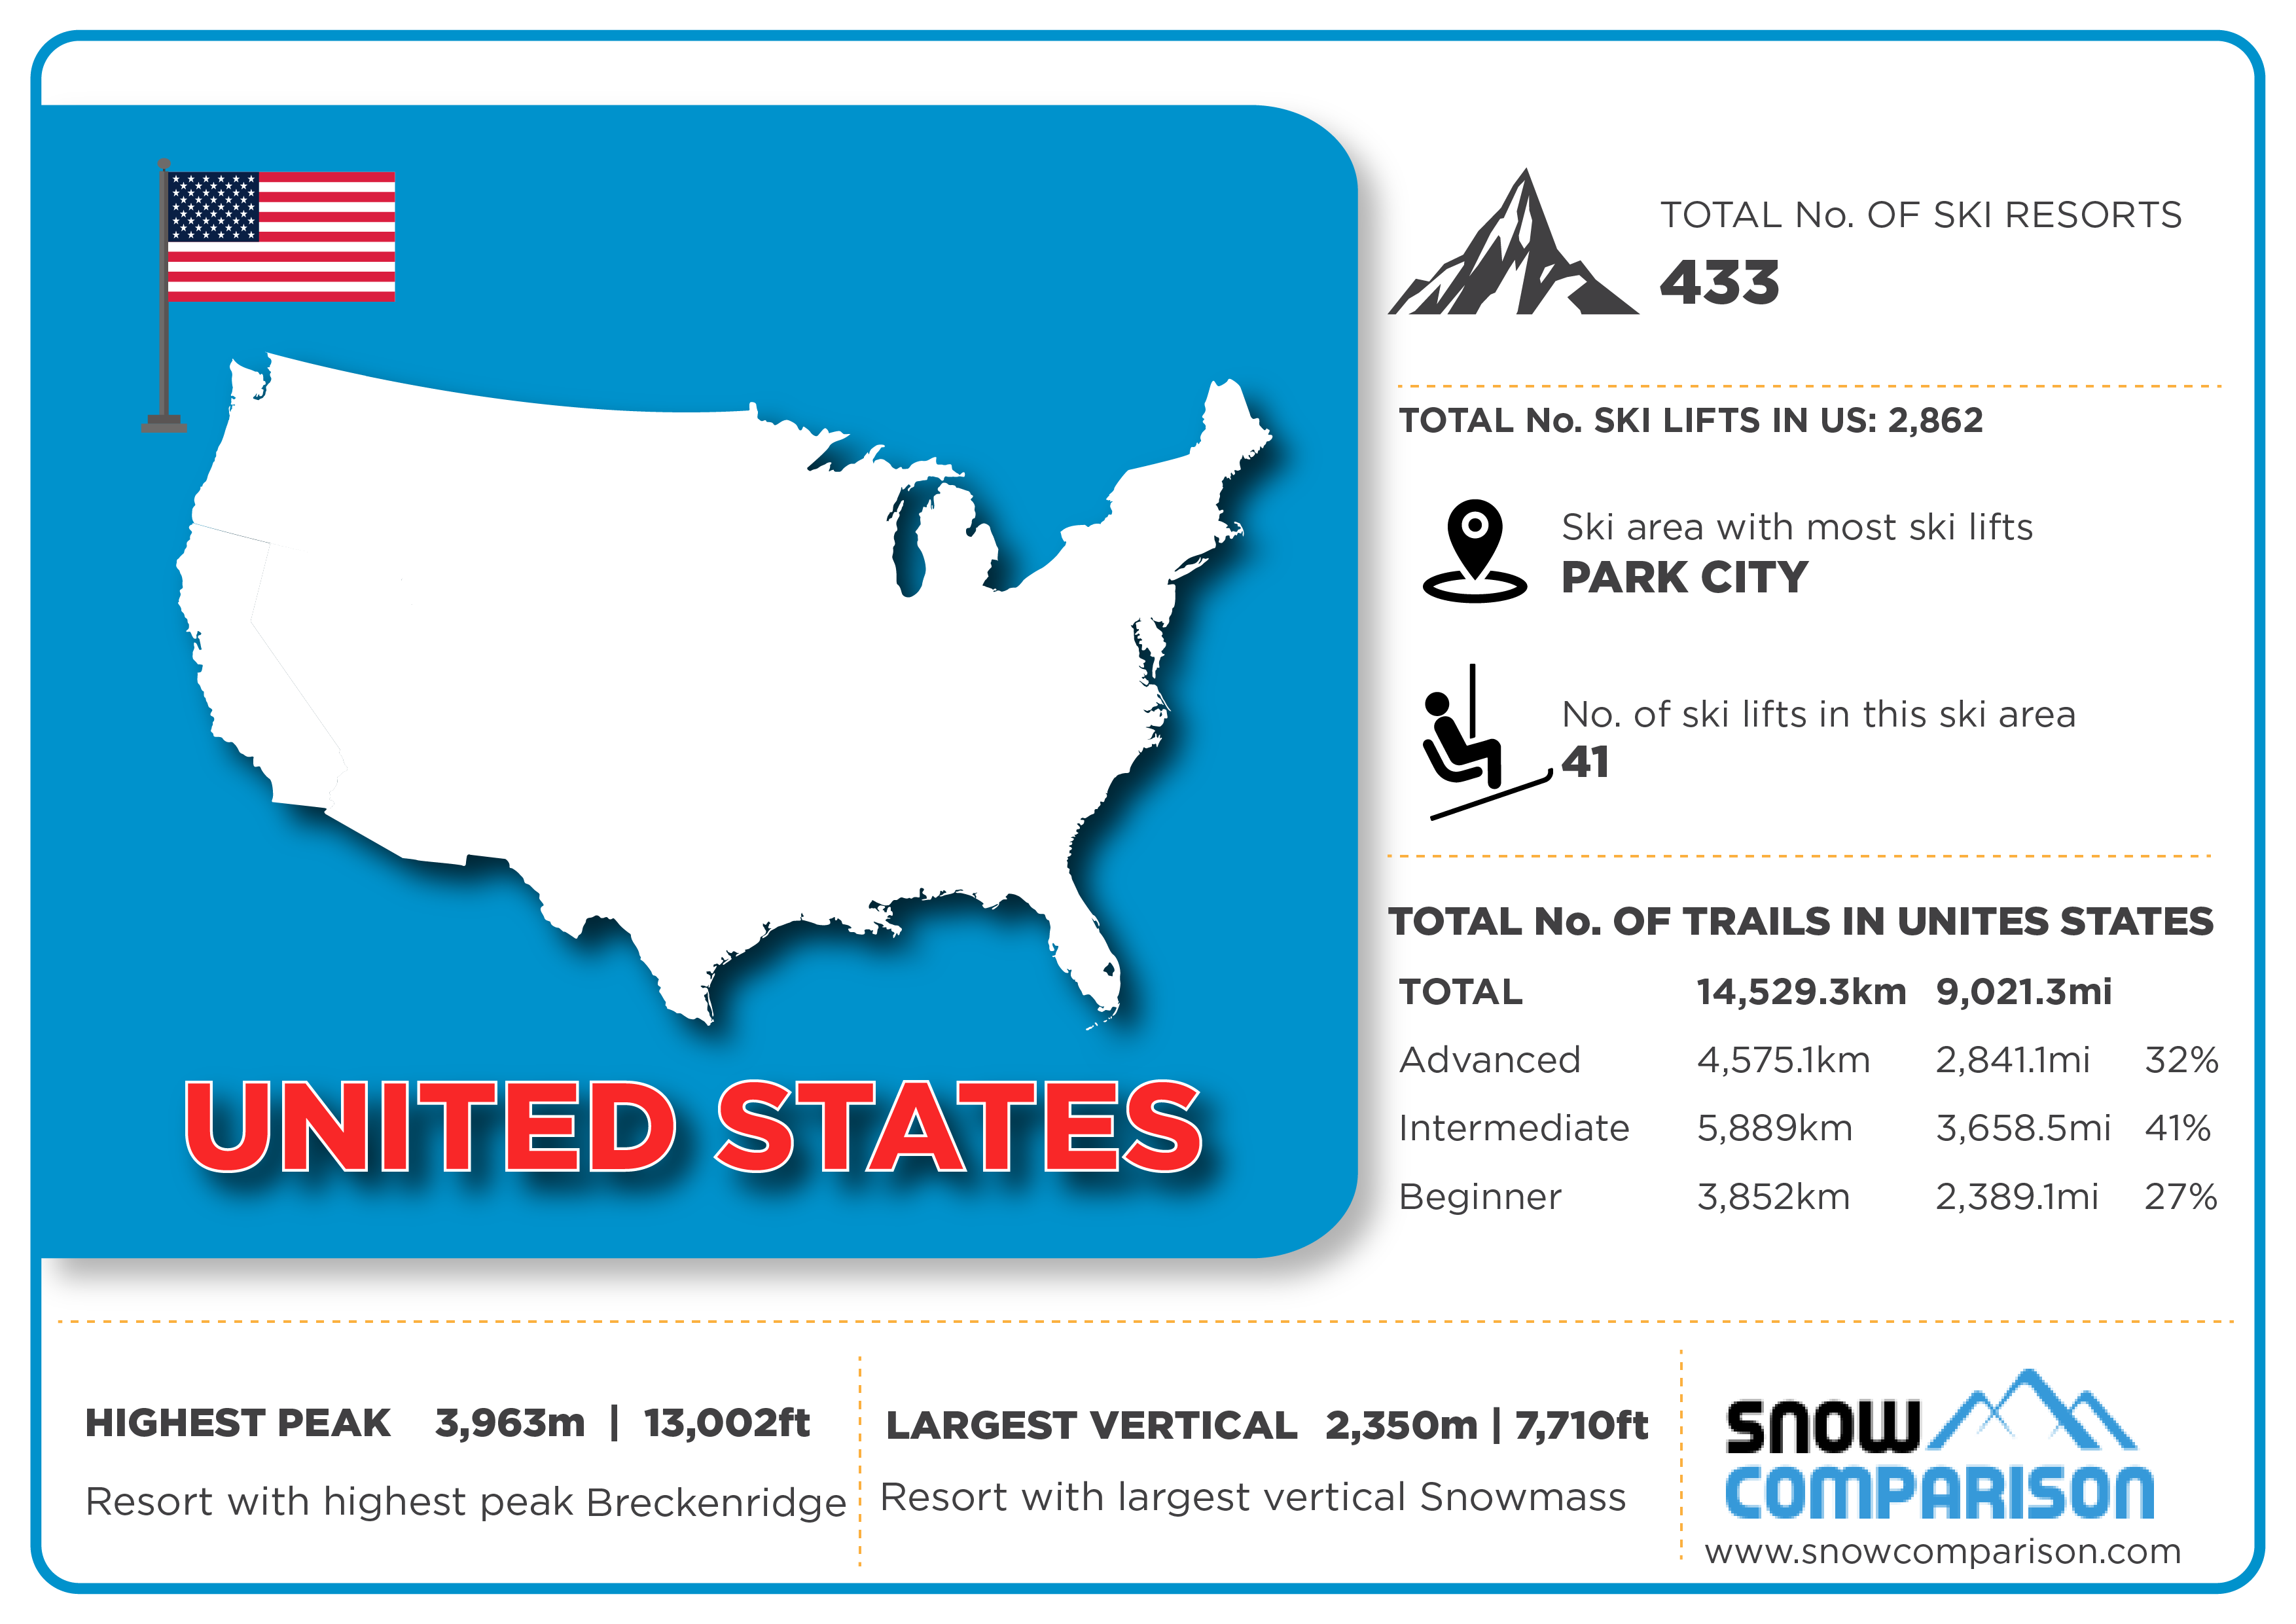 UNITED STATES
TOTAL No. OF SKI RESORTS
433
TOTAL No. SKI LIFTS IN US: 2,862
Ski area with most ski lifts
PARK CITY
No. of ski lifts in this ski area
41
TOTAL No. OF TRAILS IN UNITES STATES
TOTAL 14,529.3km 9,021.3mi
Advanced 4,575.1km 2,841.1mi 32%
Intermediate 5,889km 3,658.5mi 41%
Beginner 3,852km 2,389.1mi 27%
HIGHEST PEAK 3,963m | 13,002ft
Resort with highest peak Breckenridge
LARGEST VERTICAL 2,350m | 7,710ft
Resort with largest vertical Snowmass
SNOW
COMPARISON
www.snowcomparison.com